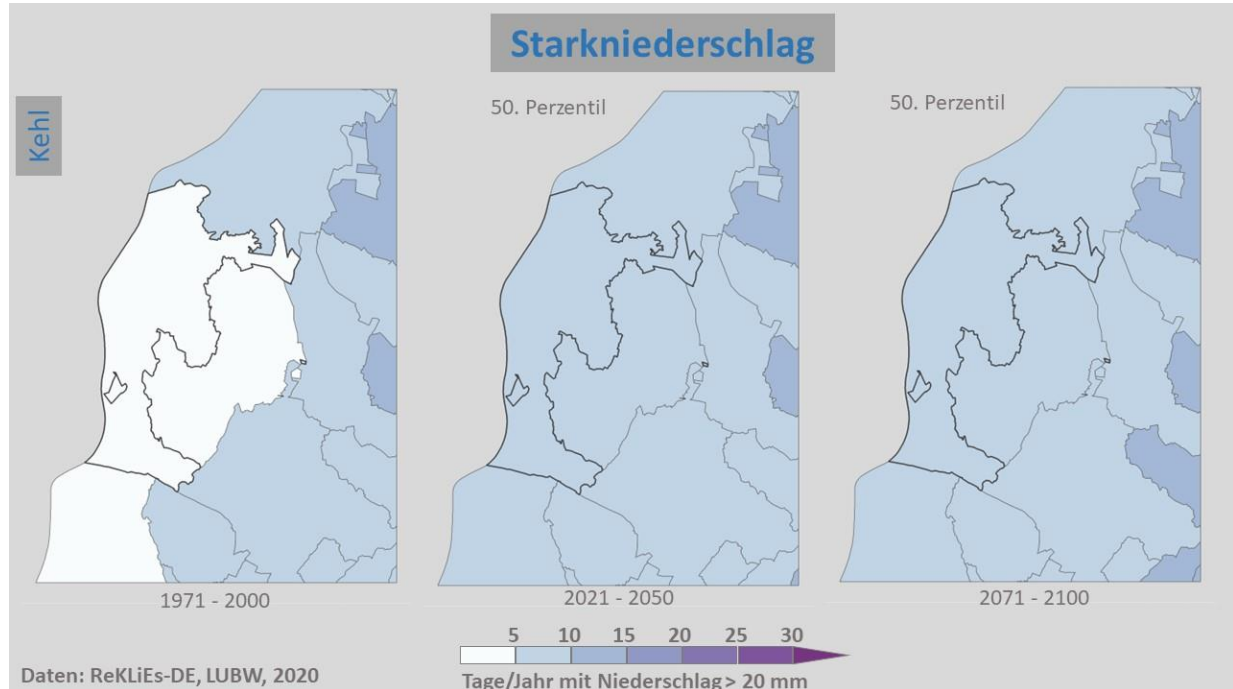 Starkniederschlag
Kehl
50. Perzentil
50. Perzentil
1971 - 2000
2021 - 2050
2071 - 2100
5 10 15 20 25 30
Daten: ReKLiEs-DE, LUBW, 2020
Tage/Jahr mit Niederschlag > 20 mm